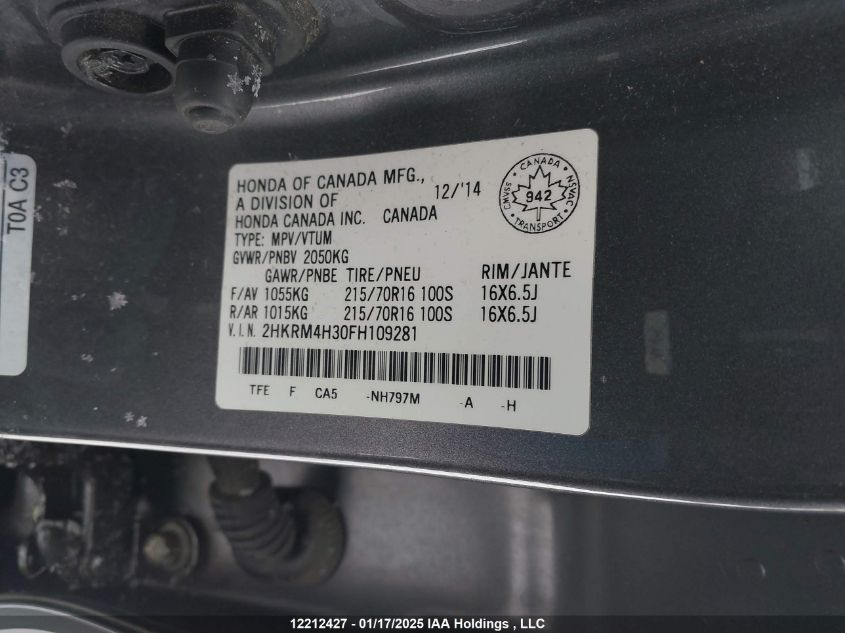 TOA C3
HONDA OF CANADA MFG., 12/'14
A DIVISION OF
HONDA CANADA INC. CANADA
TYPE: MPV/VTUM
GVWR/PNBV 2050KG
GAWR/PNBE TIRE/PNEU RIM/JANTE
F/AV 1055KG 215/70R16 100S 16X6.5J
R/AR 1015KG 215/70R16 100S 16X6.5J
V.I.N. 2HKRM4H30FH109281
TFE F CA5 -NH797M -A -H
CANADA
CMVSS 942 NSVAC
TRANSPORT
12212427 - 01/17/2025 IAA Holdings , LLC